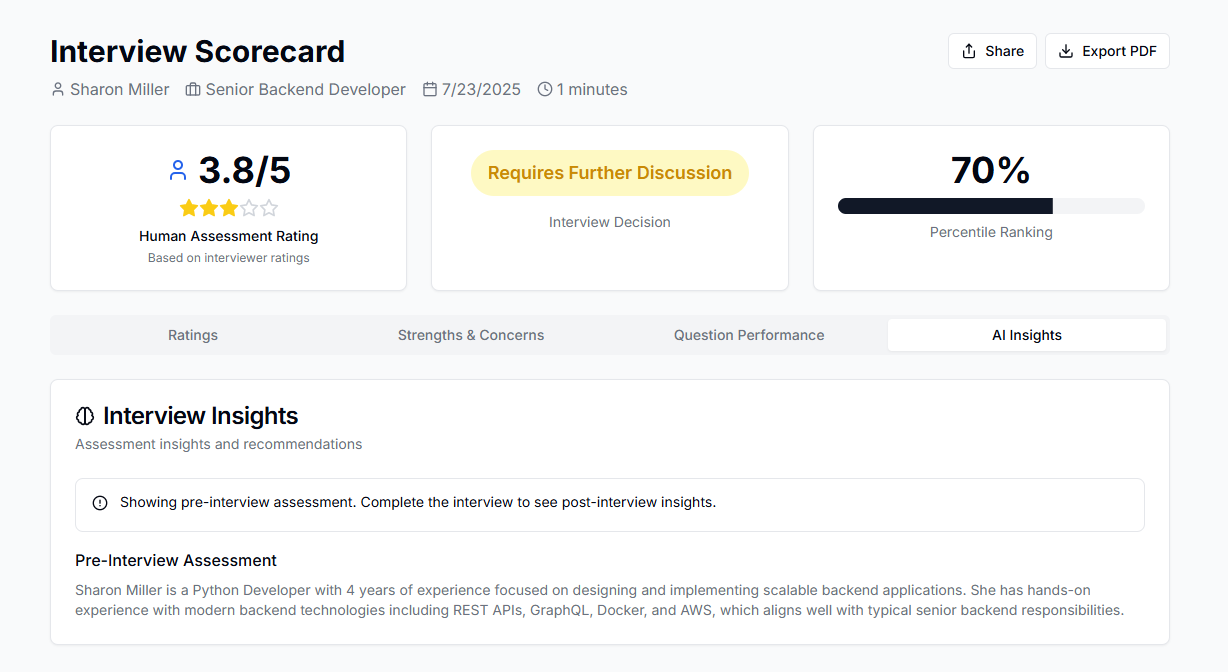 Interview Scorecard
Share
Export PDF
Sharon Miller
Senior Backend Developer
7/23/2025
1 minutes
3.8/5
Human Assessment Rating
Based on interviewer ratings
Requires Further Discussion
Interview Decision
70%
Percentile Ranking
Ratings
Strengths & Concerns
Question Performance
AI Insights
Interview Insights
Assessment insights and recommendations
Showing pre-interview assessment. Complete the interview to see post-interview insights.
Pre-Interview Assessment
Sharon Miller is a Python Developer with 4 years of experience focused on designing and implementing scalable backend applications. She has hands-on
experience with modern backend technologies including REST APIs, GraphQL, Docker, and AWS, which aligns well with typical senior backend responsibilities.